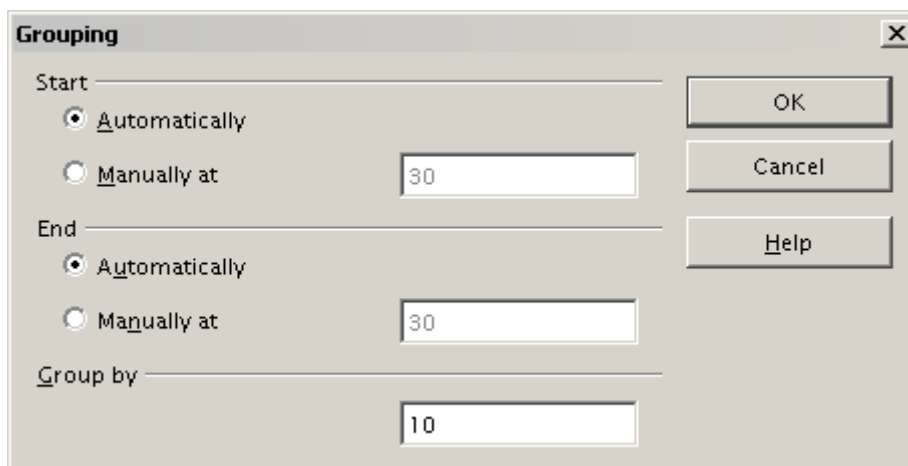 Grouping
Start
Automatically
Manually at 30
End
Automatically
Manually at 30
Group by
10
OK
Cancel
Help